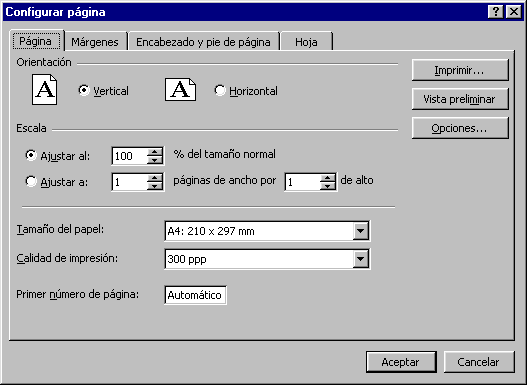 Configurar página
Página Márgenes Encabezado y pie de página Hoja
Orientación
A Vertical A Horizontal
Imprimir...
Vista preliminar
Opciones...
Escala
Ajustar al: 100 % del tamaño normal
Ajustar a: 1 páginas de ancho por 1 de alto
Tamaño del papel: A4: 210 x 297 mm
Calidad de impresión: 300 ppp
Primer número de página: Automático
Aceptar Cancelar